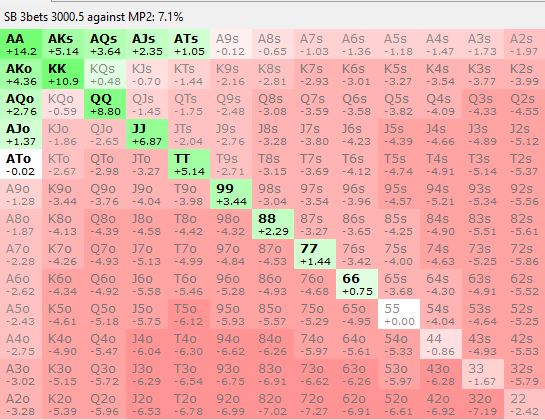 SB 3bets 3000.5 against MP2: 7.1%
AA AKs AQs AJs ATs A9s A8s A7s A6s A5s A4s A3s A2s
+14.2 +5.14 +3.64 +2.35 +1.05 -0.12 -0.65 -1.03 -1.36 -1.18 -1.47 -1.73 -1.97
AKo KK KQs KJs KTs K9s K8s K7s K6s K5s K4s K3s K2s
+4.36 +10.9 +0.48 -0.70 -1.44 -2.16 -2.81 -2.93 -3.01 -3.27 -3.54 -3.77 -3.99
AQo KQo QQ QJs QTs Q9s Q8s Q7s Q6s Q5s Q4s Q3s Q2s
+2.76 -0.59 +8.80 -1.45 -1.75 -2.48 -3.08 -3.59 -3.58 -3.82 -4.09 -4.33 -4.55
AJo KJo QJo JJ JTs J9s J8s J7s J6s J5s J4s J3s J2s
+1.37 -1.86 -2.65 +6.87 -2.04 -2.76 -3.28 -3.80 -4.23 -4.39 -4.66 -4.89 -5.12
ATo KTo QTo JTo TT T9s T8s T7s T6s T5s T4s T3s T2s
-0.02 -2.67 -2.98 -3.27 +5.14 -2.71 -3.15 -3.69 -4.12 -4.74 -4.91 -5.14 -5.37
A9o K9o Q9o J9o T9o 99 98s 97s 96s 95s 94s 93s 92s
-1.28 -3.44 -3.76 -4.04 -3.98 +3.44 -3.04 -3.54 -3.96 -4.57 -5.21 -5.34 -5.56
A8o K8o Q8o J8o T8o 98o 88 87s 86s 85s 84s 83s 82s
-1.87 -4.13 -4.39 -4.58 -4.42 -4.32 +2.29 -3.27 -3.65 -4.25 -4.90 -5.51 -5.61
A7o K7o Q7o J7o T7o 97o 87o 77 76s 75s 74s 73s 72s
-2.28 -4.26 -4.93 -5.13 -4.99 -4.84 -4.53 +1.44 -3.42 -4.00 -4.63 -5.25 -5.86
A6o K6o Q6o J6o T6o 96o 86o 76o 66 65s 64s 63s 62s
-2.62 -4.34 -4.92 -5.58 -5.46 -5.28 -4.93 -4.68 +0.75 -3.68 -4.30 -4.91 -5.52
A5o K5o Q5o J5o T5o 95o 85o 75o 65o 55 54s 53s 52s
-2.43 -4.61 -5.18 -5.75 -6.12 -5.93 -5.57 -5.29 -4.95 +0.00 -4.04 -4.64 -5.25
A4o K4o Q4o J4o T4o 94o 84o 74o 64o 54o 44 43s 42s
-2.75 -4.90 -5.47 -6.04 -6.30 -6.62 -6.26 -5.97 -5.61 -5.33 -0.86 -4.93 -5.53
A3o K3o Q3o J3o T3o 93o 83o 73o 63o 53o 43o 33 32s
-3.02 -5.15 -5.72 -6.29 -6.54 -6.75 -6.91 -6.62 -6.26 -5.97 -6.28 -1.67 -5.79
A2o K2o Q2o J2o T2o 92o 82o 72o 62o 52o 42o 32o 22
-3.28 -5.39 -5.96 -6.53 -6.78 -6.99 -7.02 -7.27 -6.91 -6.61 -6.92 -7.19 -2.42